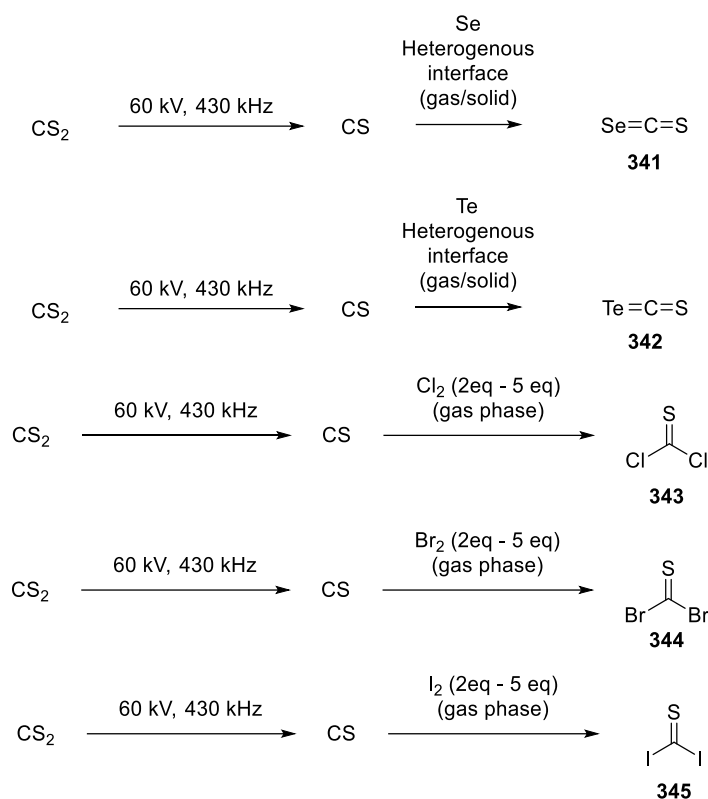 Se
Heterogenous
interface
(gas/solid)
60 kV, 430 kHz
CS₂ CS Se=C=S
341
Te
Heterogenous
interface
(gas/solid)
60 kV, 430 kHz
CS₂ CS Te=C=S
342
Cl₂ (2eq - 5 eq)
60 kV, 430 kHz (gas phase)
S
CS₂ CS
Cl Cl
343
Br₂ (2eq - 5 eq)
60 kV, 430 kHz (gas phase)
S
CS₂ CS
Br Br
344
I₂ (2eq - 5 eq)
60 kV, 430 kHz (gas phase)
S
CS₂ CS
I I
345